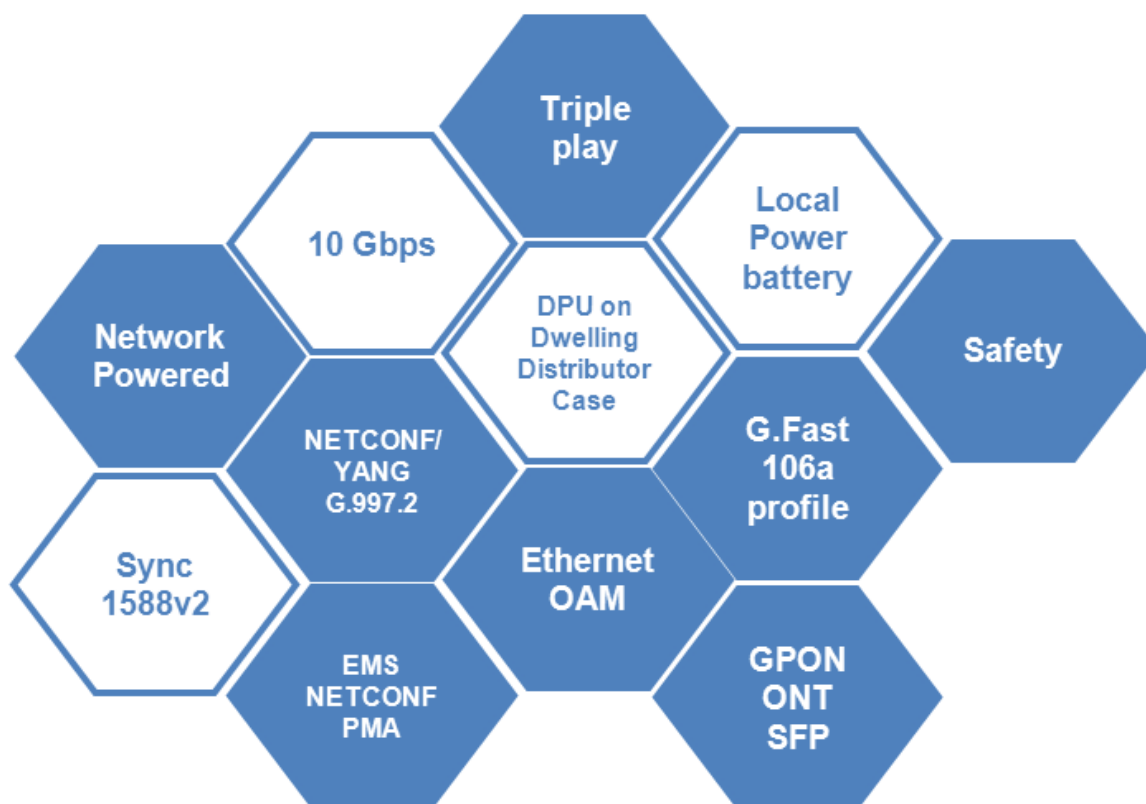 Triple
play
10 Gbps
Local
Power
battery
Network
Powered
DPU on
Dwelling
Distributor
Case
Safety
NETCONF/
YANG
G.997.2
G.Fast
106a
profile
Sync
1588v2
Ethernet
OAM
EMS
NETCONF
PMA
GPON
ONT
SFP